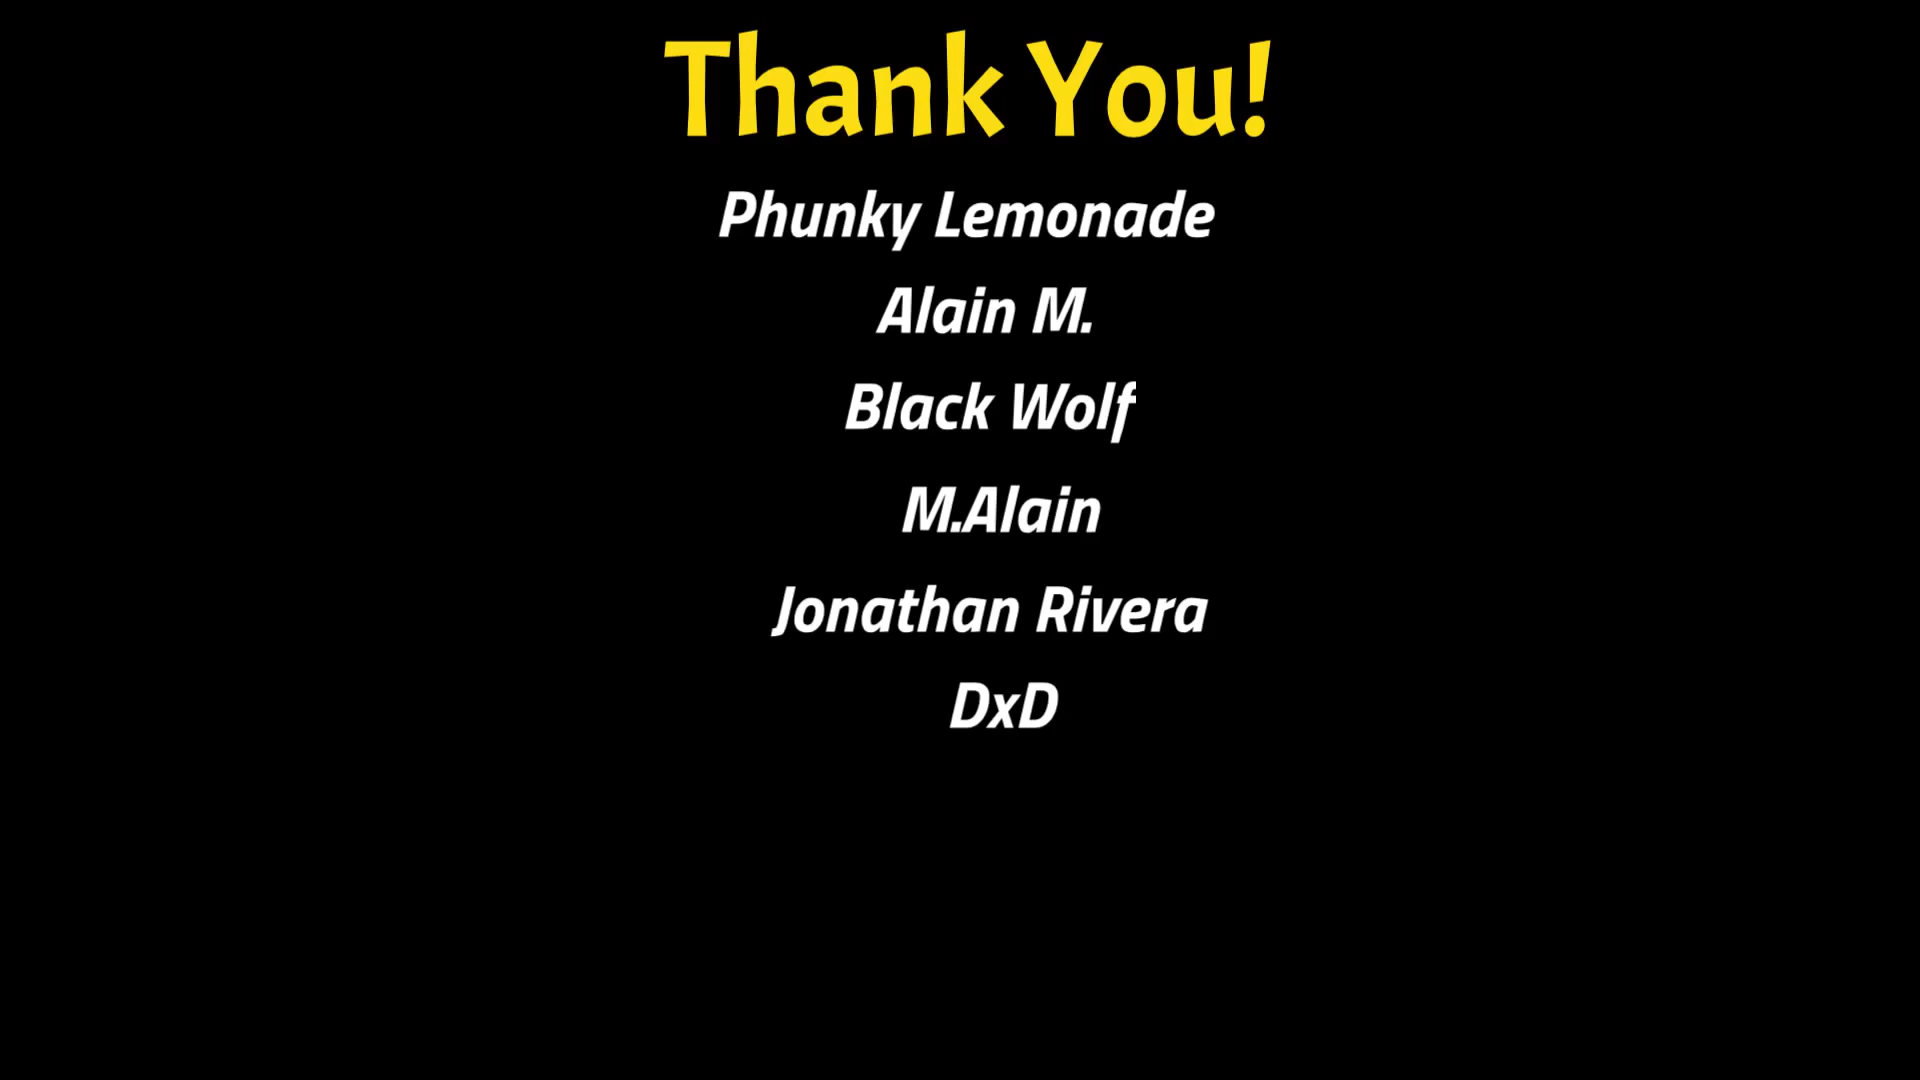 Thank You!
Phunky Lemonade
Alain M.
Black Wolf
M.Alain
Jonathan Rivera
DxD